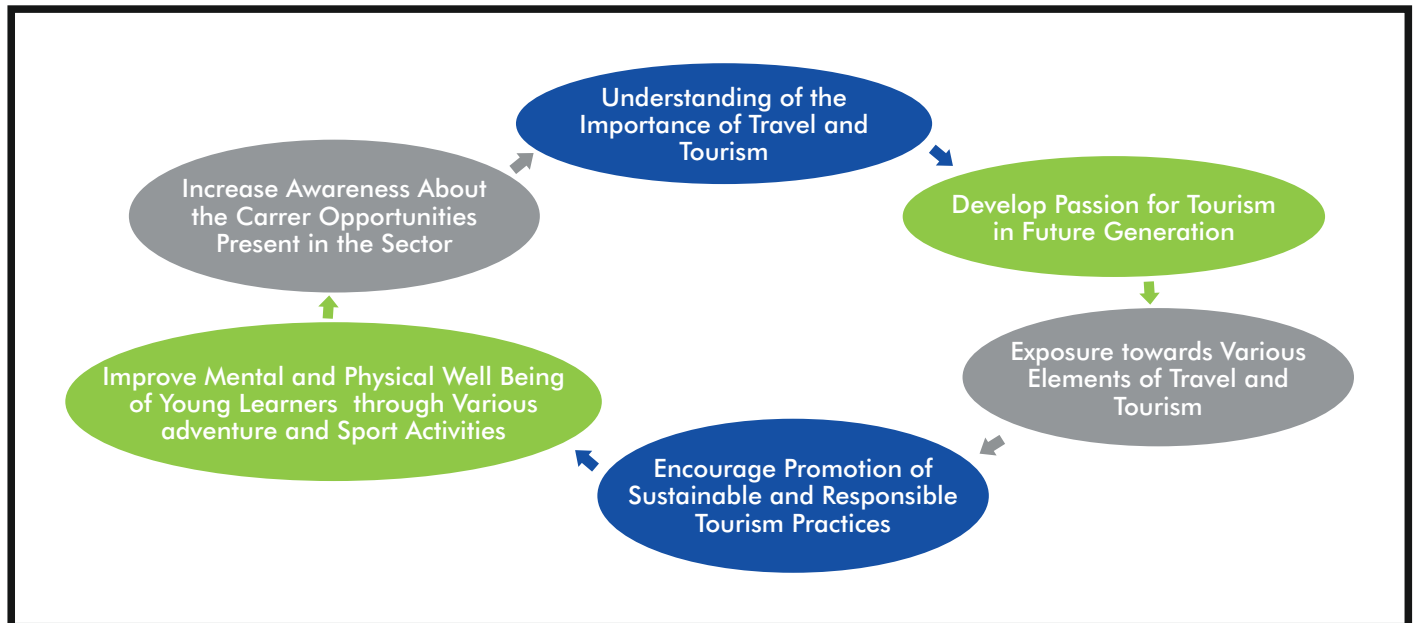 Understanding of the
Importance of Travel and
Tourism
Develop Passion for Tourism
in Future Generation
Exposure towards Various
Elements of Travel and
Tourism
Encourage Promotion of
Sustainable and Responsible
Tourism Practices
Improve Mental and Physical Well Being
of Young Learners through Various
adventure and Sport Activities
Increase Awareness About
the Carrer Opportunities
Present in the Sector